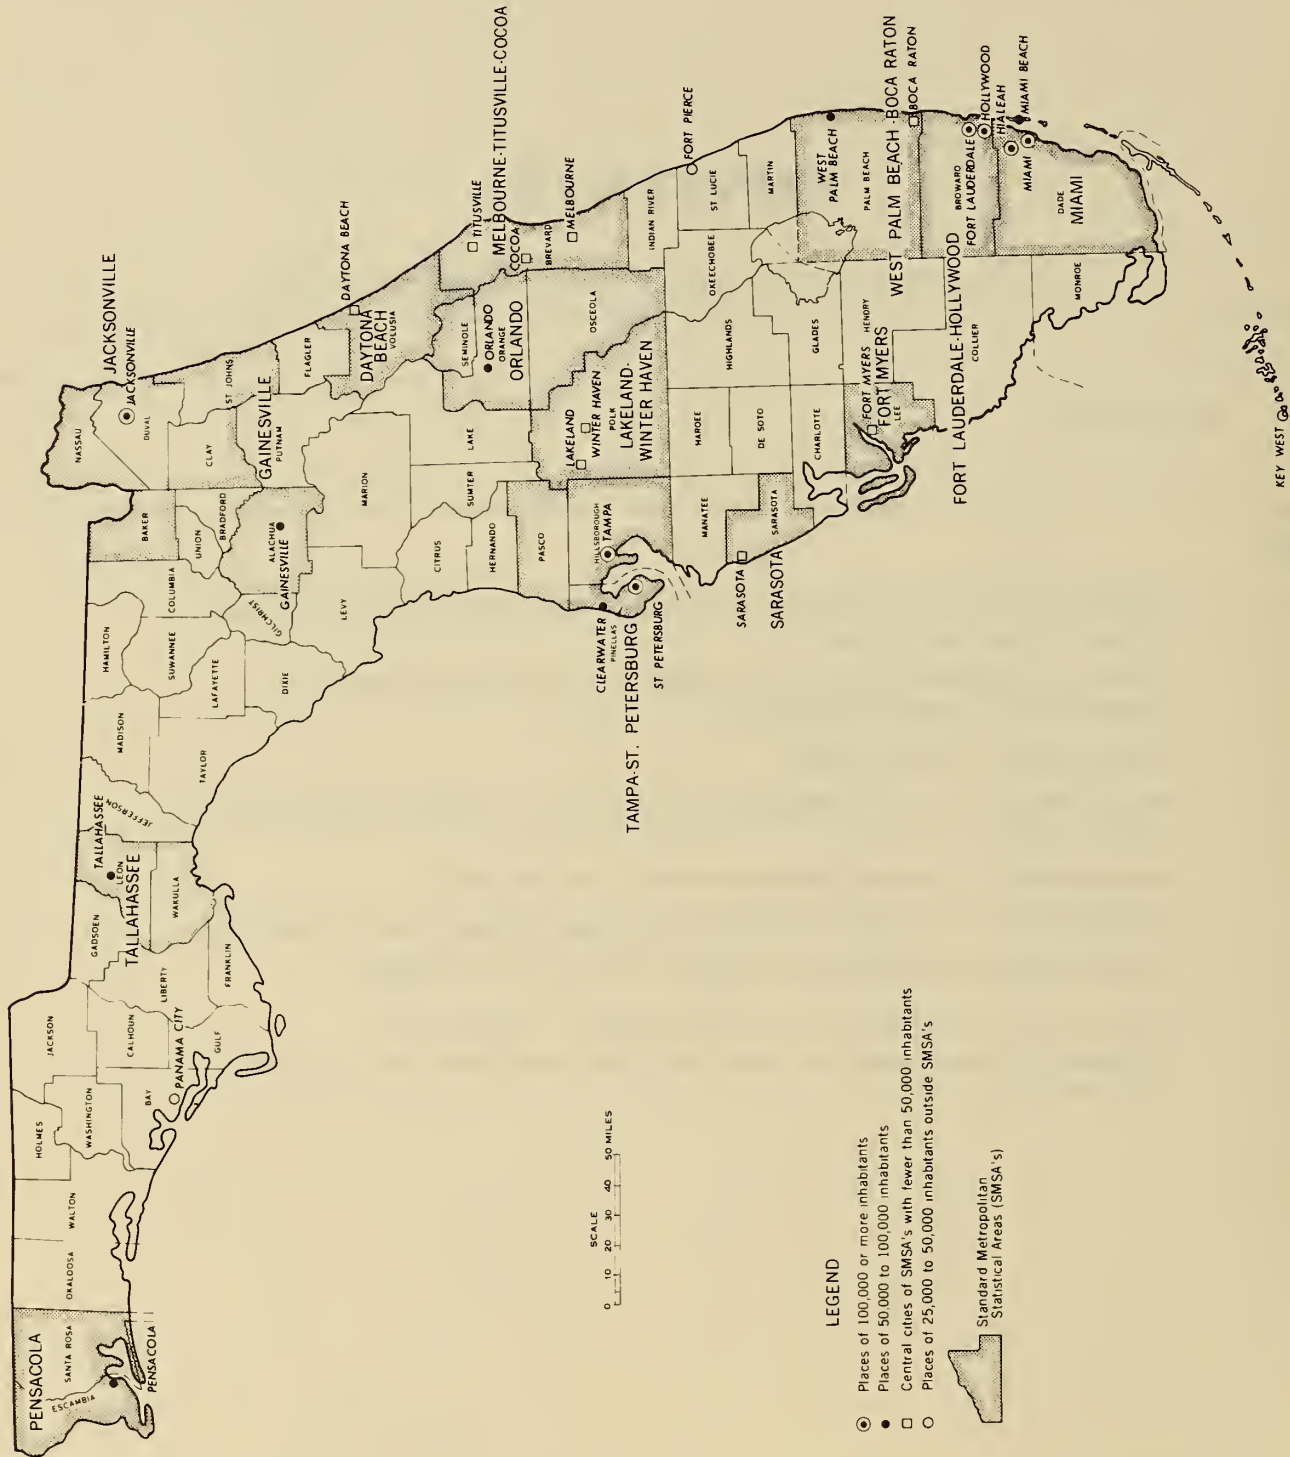 PENSACOLA
ESCAMBIA
SANTA ROSA
PENSACOLA
OKALOOSA
WALTON
HOLMES
WASHINGTON
BAY
PANAMA CITY
JACKSON
CALHOUN
GULF
LIBERTY
FRANKLIN
GADSDEN
TALLAHASSEE
TALLAHASSEE
LEON
WAKULLA
JEFFERSON
MADISON
TAYLOR
HAMILTON
SUWANNEE
LAFAYETTE
DIXIE
COLUMBIA
GILCHRIST
LEVY
BAKER
UNION
BRADFORD
ALACHUA
GAINESVILLE
GAINESVILLE
NASSAU
JACKSONVILLE
JACKSONVILLE
DUVAL
CLAY
ST JOHNS
PUTNAM
FLAGLER
MARION
DAYTONA BEACH
DAYTONA
BEACH
VOLUSIA
CITRUS
SUMTER
LAKE
HERNANDO
PASCO
SEMINOLE
ORLANDO
ORANGE
ORLANDO
OSCEOLA
MELBOURNE-TITUSVILLE-COCOA
TITUSVILLE
COCOA
BREVARD
MELBOURNE
TAMPA-ST. PETERSBURG
CLEARWATER
PINELLAS
ST PETERSBURG
HILLSBOROUGH
TAMPA
LAKELAND
WINTER HAVEN
POLK
LAKELAND-
WINTER HAVEN
INDIAN RIVER
FORT PIERCE
ST LUCIE
OKEECHOBEE
MARTIN
HIGHLANDS
HARDEE
DE SOTO
MANATEE
SARASOTA
SARASOTA
SARASOTA
CHARLOTTE
GLADES
FORT MYERS
FORT MYERS
LEE
HENDRY
WEST
PALM BEACH
PALM BEACH
WEST PALM BEACH-BOCA RATON
BOCA RATON
BROWARD
FORT LAUDERDALE
HOLLYWOOD
FORT LAUDERDALE-HOLLYWOOD
COLLIER
HIALEAH
MIAMI BEACH
MIAMI
DADE
MIAMI
MONROE
KEY WEST
SCALE
0 10 20 30 40 50 MILES
LEGEND
Places of 100,000 or more inhabitants
Places of 50,000 to 100,000 inhabitants
Central cities of SMSA's with fewer than 50,000 inhabitants
Places of 25,000 to 50,000 inhabitants outside SMSA's
Standard Metropolitan
Statistical Areas (SMSA's)